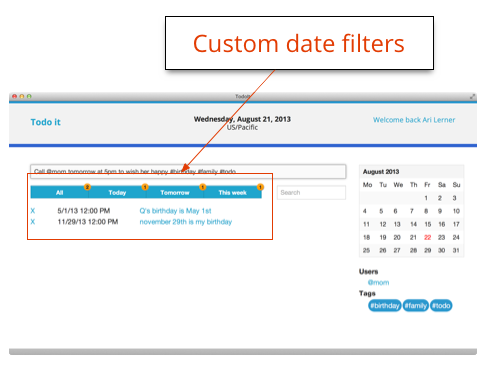 Custom date filters
Todo it
Wednesday, August 21, 2013
US/Pacific
Welcome back Ari Lerner
Call @mom tomorrow at 5pm to wish her happy #birthday #family #todo
All 2 Today 1 Tomorrow 1 This week 1
Search
X 5/1/13 12:00 PM Q's birthday is May 1st
X 11/29/13 12:00 PM november 29th is my birthday
August 2013
Mo Tu We Th Fr Sa Su
1 2 3
4 5 6 7 8 9 10
11 12 13 14 15 16 17
18 19 20 21 22 23 24
25 26 27 28 29 30 31
Users
@mom
Tags
#birthday #family #todo